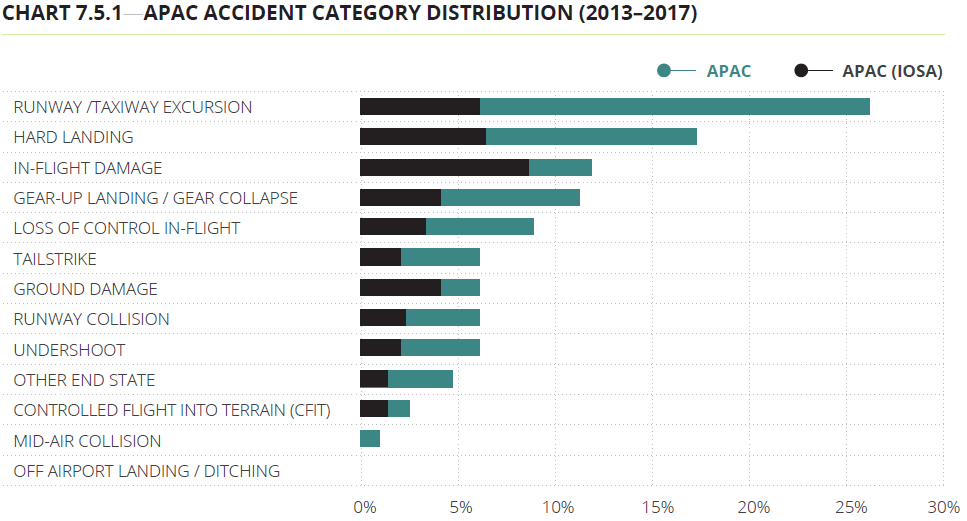 CHART 7.5.1—APAC ACCIDENT CATEGORY DISTRIBUTION (2013–2017)
APAC APAC (IOSA)
RUNWAY /TAXIWAY EXCURSION
HARD LANDING
IN-FLIGHT DAMAGE
GEAR-UP LANDING / GEAR COLLAPSE
LOSS OF CONTROL IN-FLIGHT
TAILSTRIKE
GROUND DAMAGE
RUNWAY COLLISION
UNDERSHOOT
OTHER END STATE
CONTROLLED FLIGHT INTO TERRAIN (CFIT)
MID-AIR COLLISION
OFF AIRPORT LANDING / DITCHING
0% 5% 10% 15% 20% 25% 30%